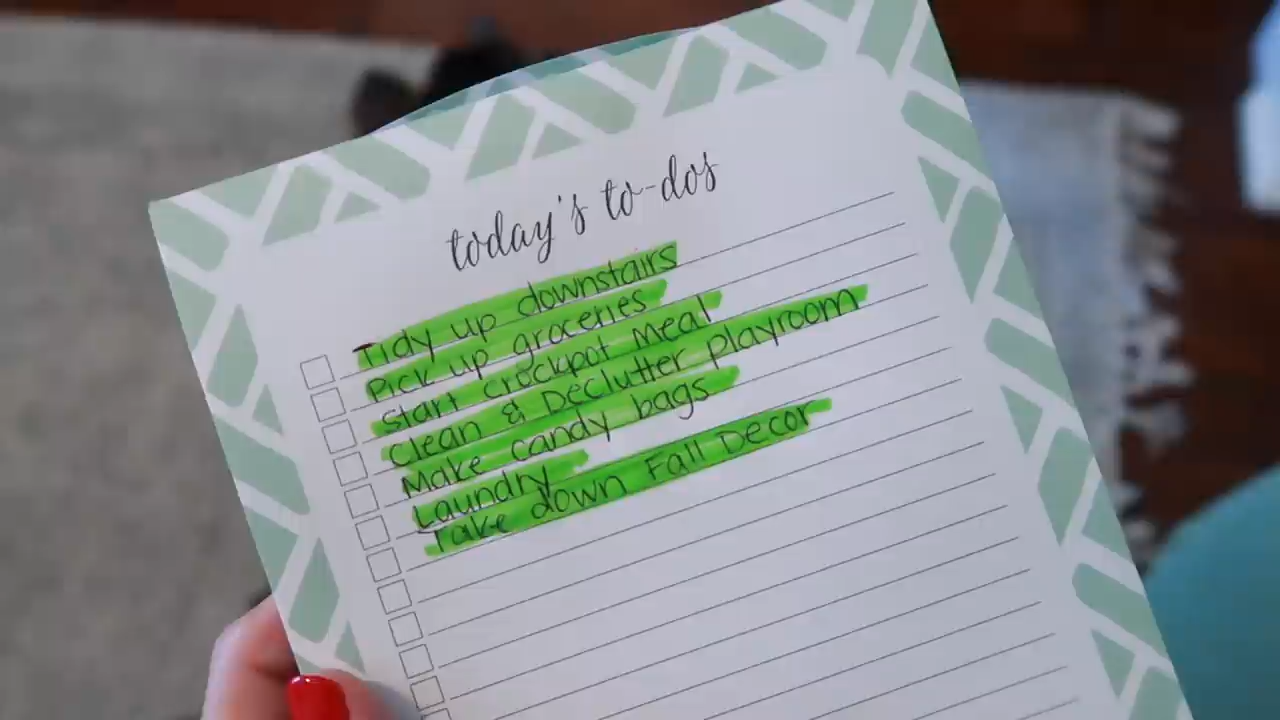 today's to-dos
Tidy up downstairs
Pick up groceries
Start crockpot meal
Clean & Declutter playroom
Make candy bags
Laundry
Take down Fall Decor